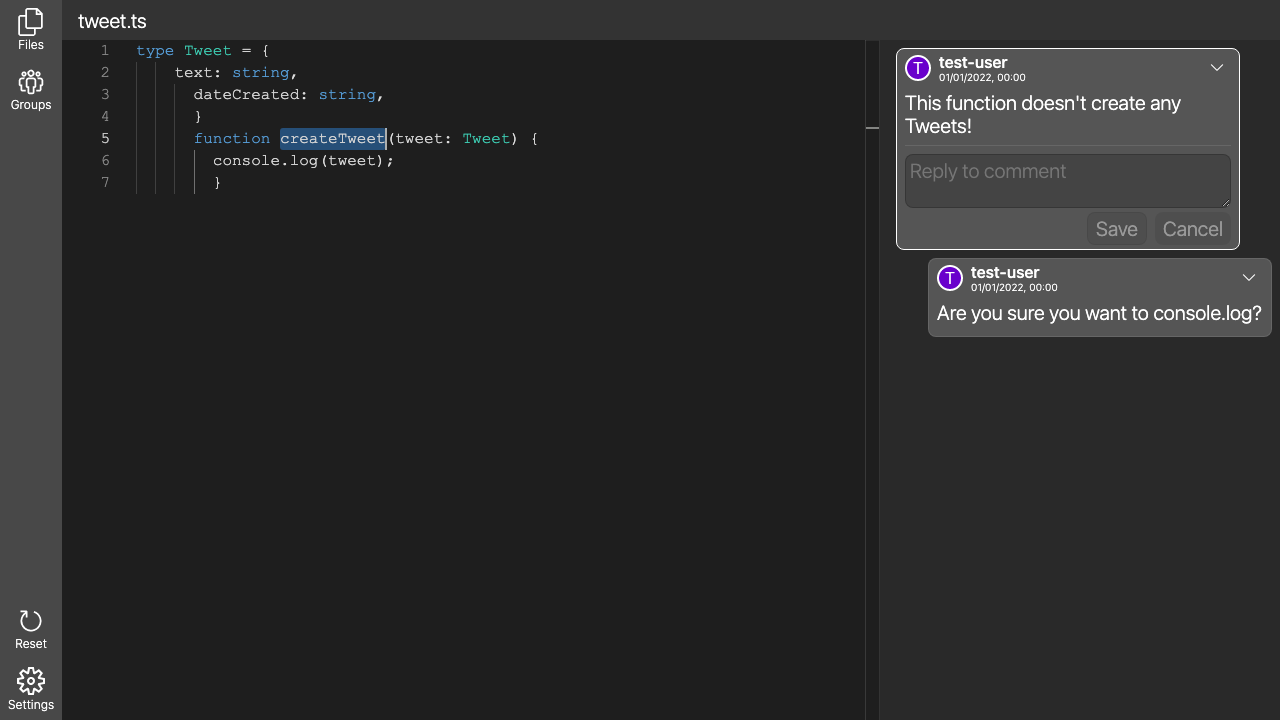 Files
Groups
Reset
Settings
tweet.ts
1 type Tweet = {
2 text: string,
3 dateCreated: string,
4 }
5 function createTweet(tweet: Tweet) {
6 console.log(tweet);
7 }
T test-user
01/01/2022, 00:00
This function doesn't create any
Tweets!
Reply to comment
Save Cancel
T test-user
01/01/2022, 00:00
Are you sure you want to console.log?